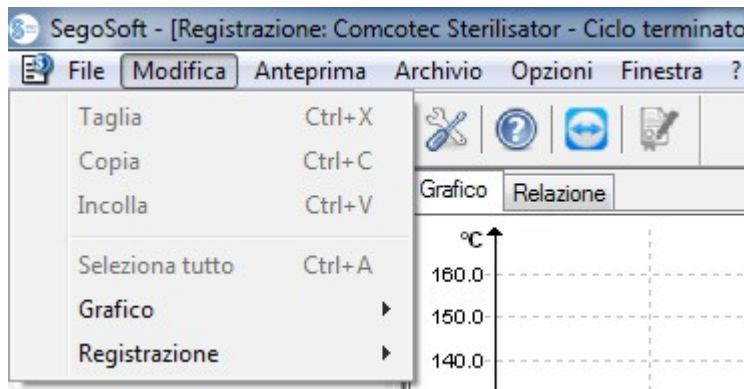 SegoSoft - [Registrazione: Comcotec Sterilisator - Ciclo terminato
File Modifica Anteprima Archivio Opzioni Finestra ?
Taglia Ctrl+X
Copia Ctrl+C
Incolla Ctrl+V
Seleziona tutto Ctrl+A
Grafico
Registrazione
Grafico Relazione
°C
160.0
150.0
140.0